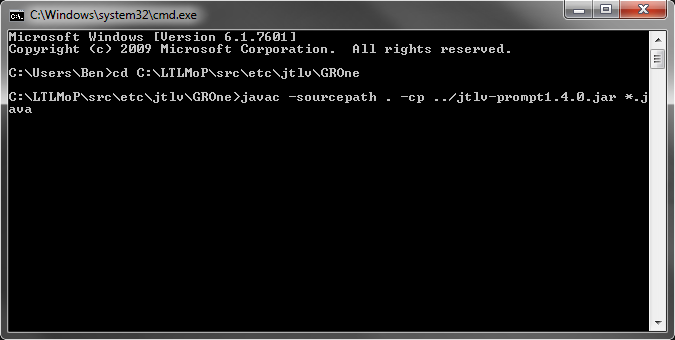 C:\Windows\system32\cmd.exe
Microsoft Windows [Version 6.1.7601]
Copyright (c) 2009 Microsoft Corporation.  All rights reserved.
C:\Users\Ben>cd C:\LTLMoP\src\etc\jtlv\GROne
C:\LTLMoP\src\etc\jtlv\GROne>javac -sourcepath . -cp ../jtlv-prompt1.4.0.jar *.j
ava